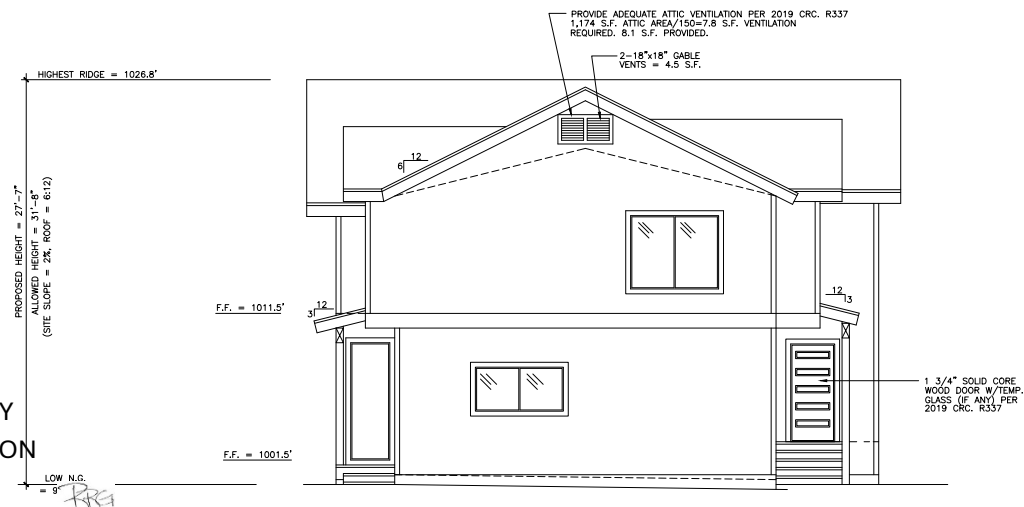 PROVIDE ADEQUATE ATTIC VENTILATION PER 2019 CRC. R337
1,174 S.F. ATTIC AREA/150=7.8 S.F. VENTILATION
REQUIRED. 8.1 S.F. PROVIDED.
2-18"x18" GABLE
VENTS = 4.5 S.F.
HIGHEST RIDGE = 1026.8'
12
6
PROPOSED HEIGHT = 27'-7"
ALLOWED HEIGHT = 31'-8"
(SITE SLOPE = 2%, ROOF = 6:12)
F.F. = 1011.5'
12
3
12
3
1 3/4" SOLID CORE
WOOD DOOR W/TEMP.
GLASS (IF ANY) PER
2019 CRC. R337
Y
ON
F.F. = 1001.5'
LOW N.G.
= 9